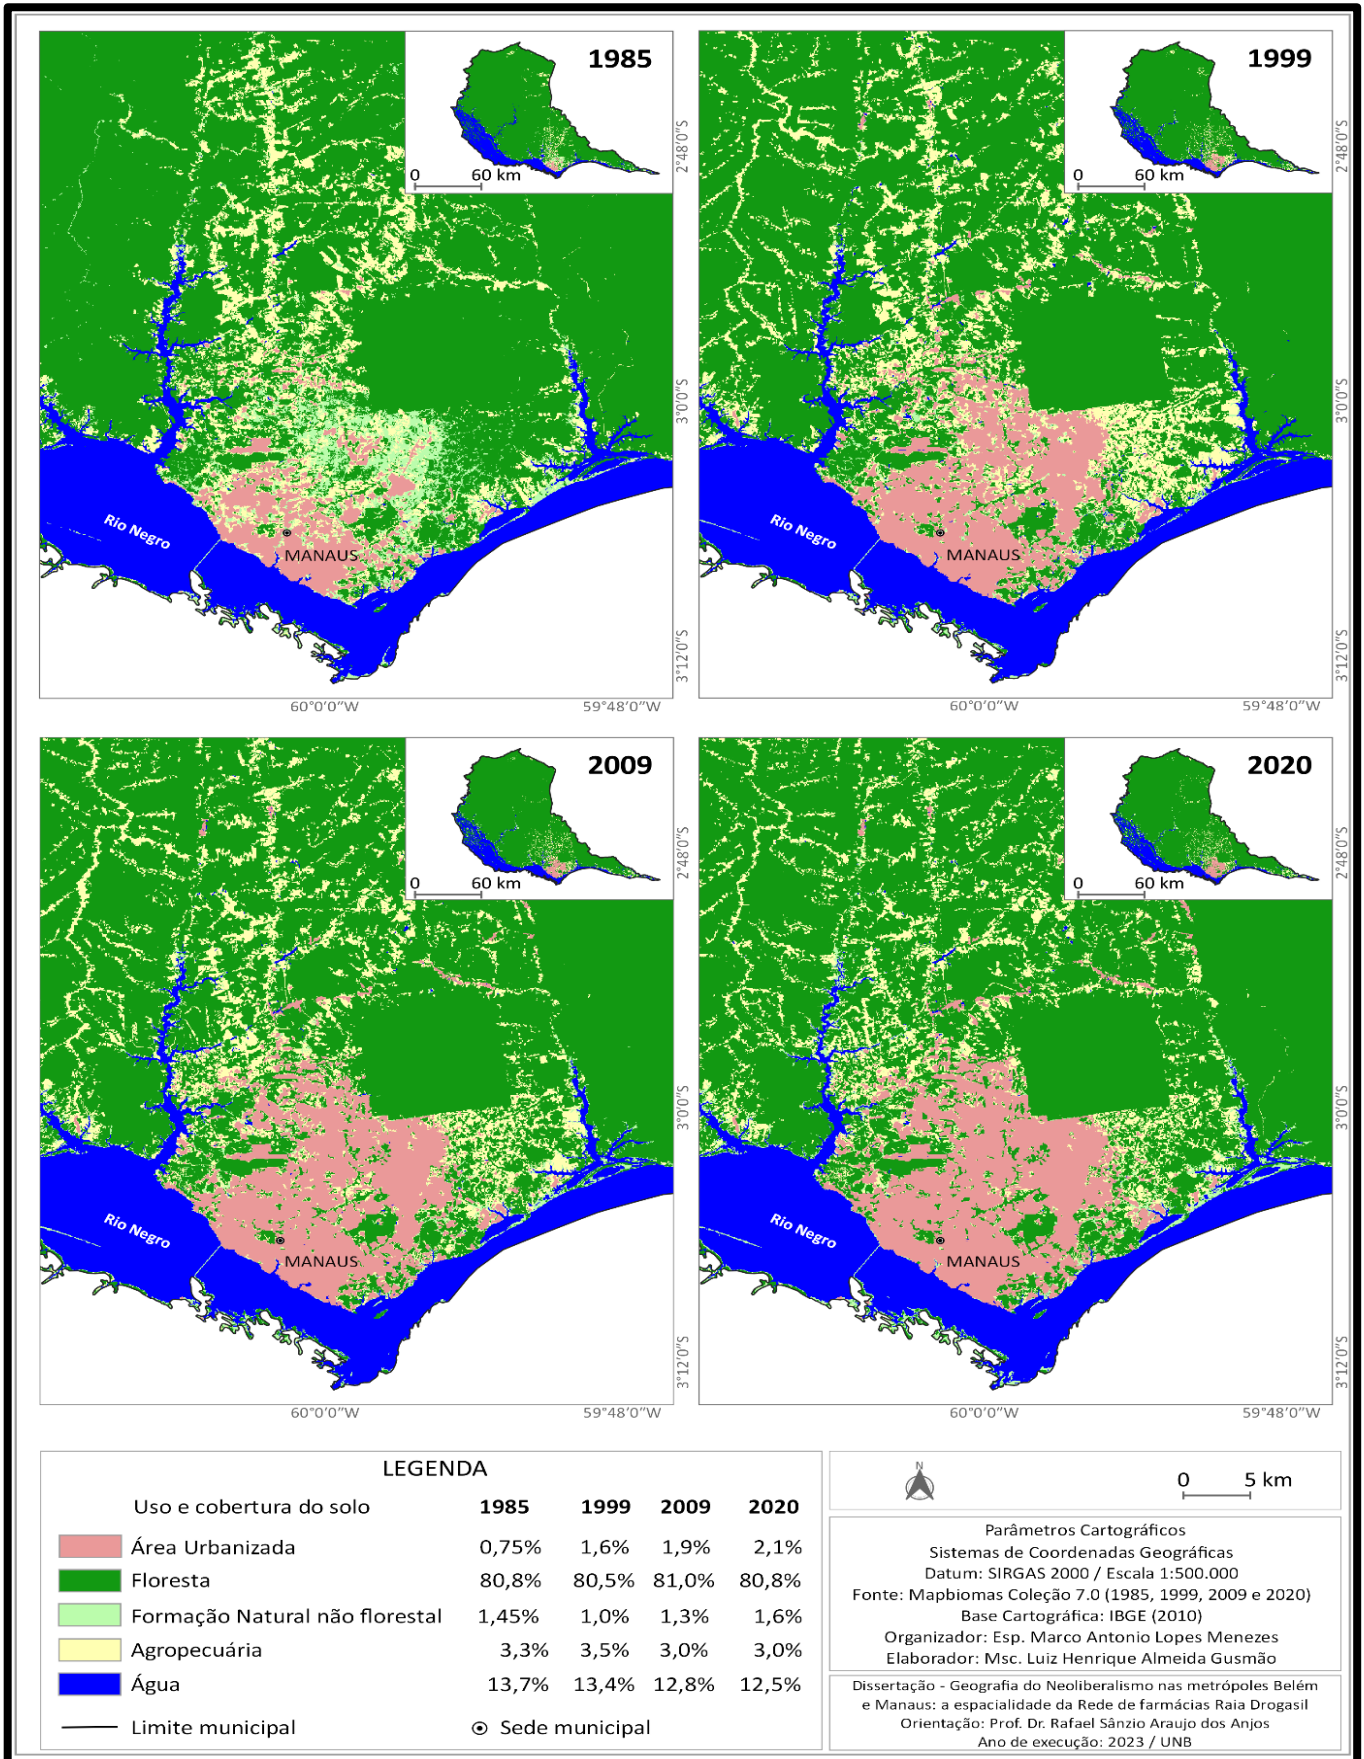 1985
0 60 km
2°48'0"S
3°0'0"S
3°12'0"S
Rio Negro
MANAUS
60°0'0"W 59°48'0"W
1999
0 60 km
2°48'0"S
3°0'0"S
3°12'0"S
Rio Negro
MANAUS
60°0'0"W 59°48'0"W
2009
0 60 km
2°48'0"S
3°0'0"S
3°12'0"S
Rio Negro
MANAUS
60°0'0"W 59°48'0"W
2020
0 60 km
2°48'0"S
3°0'0"S
3°12'0"S
Rio Negro
MANAUS
60°0'0"W 59°48'0"W
LEGENDA
Uso e cobertura do solo 1985 1999 2009 2020
Área Urbanizada 0,75% 1,6% 1,9% 2,1%
Floresta 80,8% 80,5% 81,0% 80,8%
Formação Natural não florestal 1,45% 1,0% 1,3% 1,6%
Agropecuária 3,3% 3,5% 3,0% 3,0%
Água 13,7% 13,4% 12,8% 12,5%
Limite municipal Sede municipal
N
0 5 km
Parâmetros Cartográficos
Sistemas de Coordenadas Geográficas
Datum: SIRGAS 2000 / Escala 1:500.000
Fonte: Mapbiomas Coleção 7.0 (1985, 1999, 2009 e 2020)
Base Cartográfica: IBGE (2010)
Organizador: Esp. Marco Antonio Lopes Menezes
Elaborador: Msc. Luiz Henrique Almeida Gusmão
Dissertação - Geografia do Neoliberalismo nas metrópoles Belém
e Manaus: a espacialidade da Rede de farmácias Raia Drogasil
Orientação: Prof. Dr. Rafael Sânzio Araujo dos Anjos
Ano de execução: 2023 / UNB